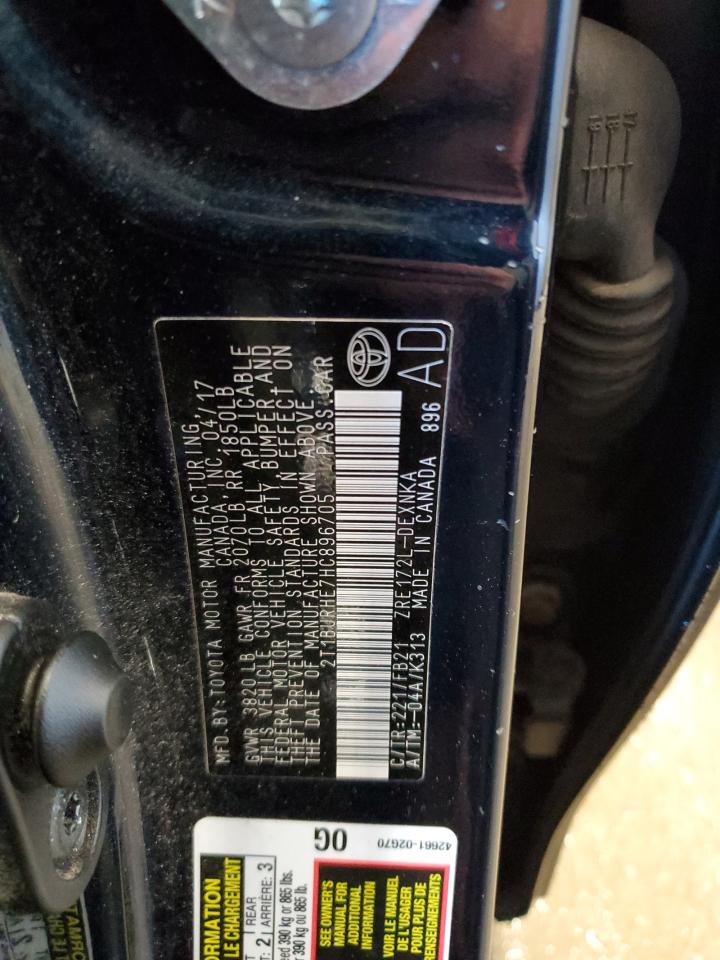 MFD BY: TOYOTA MOTOR MANUFACTURING,
CANADA, INC. 04/17
GVWR 3820 LB GAWR FR 2070LB RR 1850LB
THIS VEHICLE CONFORMS TO ALL APPLICABLE
FEDERAL MOTOR VEHICLE SAFETY, BUMPER, AND
THEFT PREVENTION STANDARDS IN EFFECT ON
THE DATE OF MANUFACTURE SHOWN ABOVE.
2T1BURHE7HC896705 PASS. CAR
C/TR:2221/FB21 ZRE172L-DEXNKA
A/TM:-04A/K313 MADE IN CANADA 896
AD
OG
42661-02G70
LE CHARGEMENT
REAR
2 ARRIÈRE: 3
390 kg or 865 lbs.
390 kg ou 865 lb.
SEE OWNER'S
MANUAL FOR
ADDITIONAL
INFORMATION
VOIR LE MANUEL
DE L'USAGER
POUR PLUS DE
RENSEIGNEMENTS